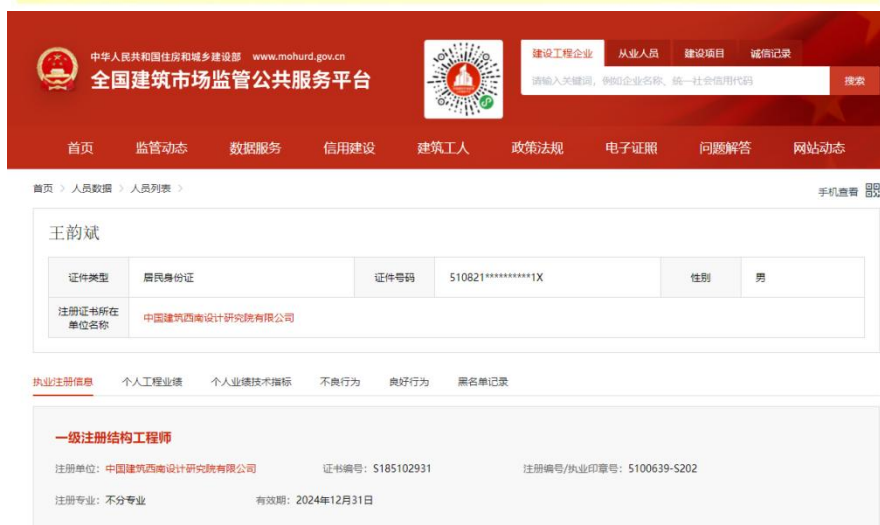 中华人民共和国住房和城乡建设部 www.mohurd.gov.cn
全国建筑市场监管公共服务平台
建设工程企业 从业人员 建设项目 诚信记录
请输入关键词，例如企业名称、统一社会信用代码 搜索
首页 监管动态 数据服务 信用建设 建筑工人 政策法规 电子证照 问题解答 网站动态
首页 > 人员数据 > 人员列表 > 手机查看
王韵斌
证件类型 居民身份证 证件号码 510821**********1X 性别 男
注册证书所在
单位名称 中国建筑西南设计研究院有限公司
执业注册信息 个人工程业绩 个人业绩技术指标 不良行为 良好行为 黑名单记录
一级注册结构工程师
注册单位：中国建筑西南设计研究院有限公司 证书编号：S185102931 注册编号/执业印章号：5100639-S202
注册专业：不分专业 有效期：2024年12月31日